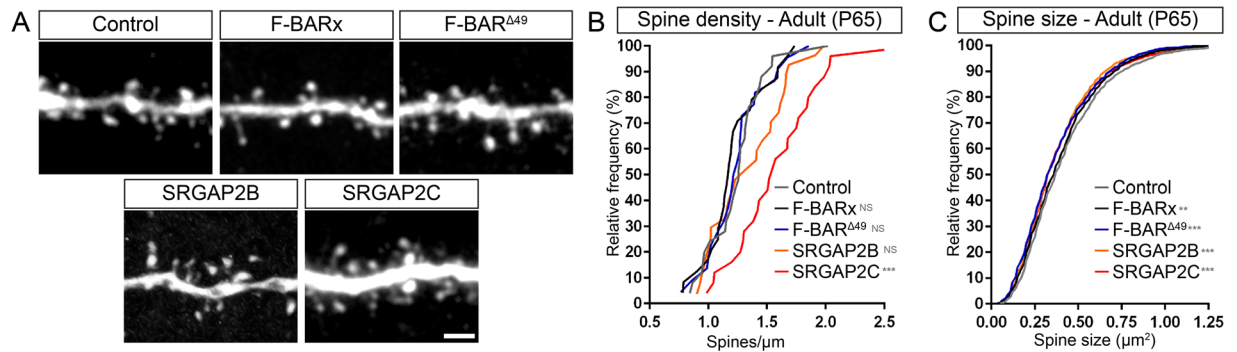 A
Control
F-BARx
F-BARΔ49
SRGAP2B
SRGAP2C
B
Spine density - Adult (P65)
Relative frequency (%)
100
90
80
70
60
50
40
30
20
10
0
Control
F-BARx NS
F-BARΔ49 NS
SRGAP2B NS
SRGAP2C ***
0.5 1.0 1.5 2.0 2.5
Spines/µm
C
Spine size - Adult (P65)
Relative frequency (%)
100
90
80
70
60
50
40
30
20
10
0
Control
F-BARx **
F-BARΔ49 ***
SRGAP2B ***
SRGAP2C ***
0.00 0.25 0.50 0.75 1.00 1.25
Spine size (µm²)